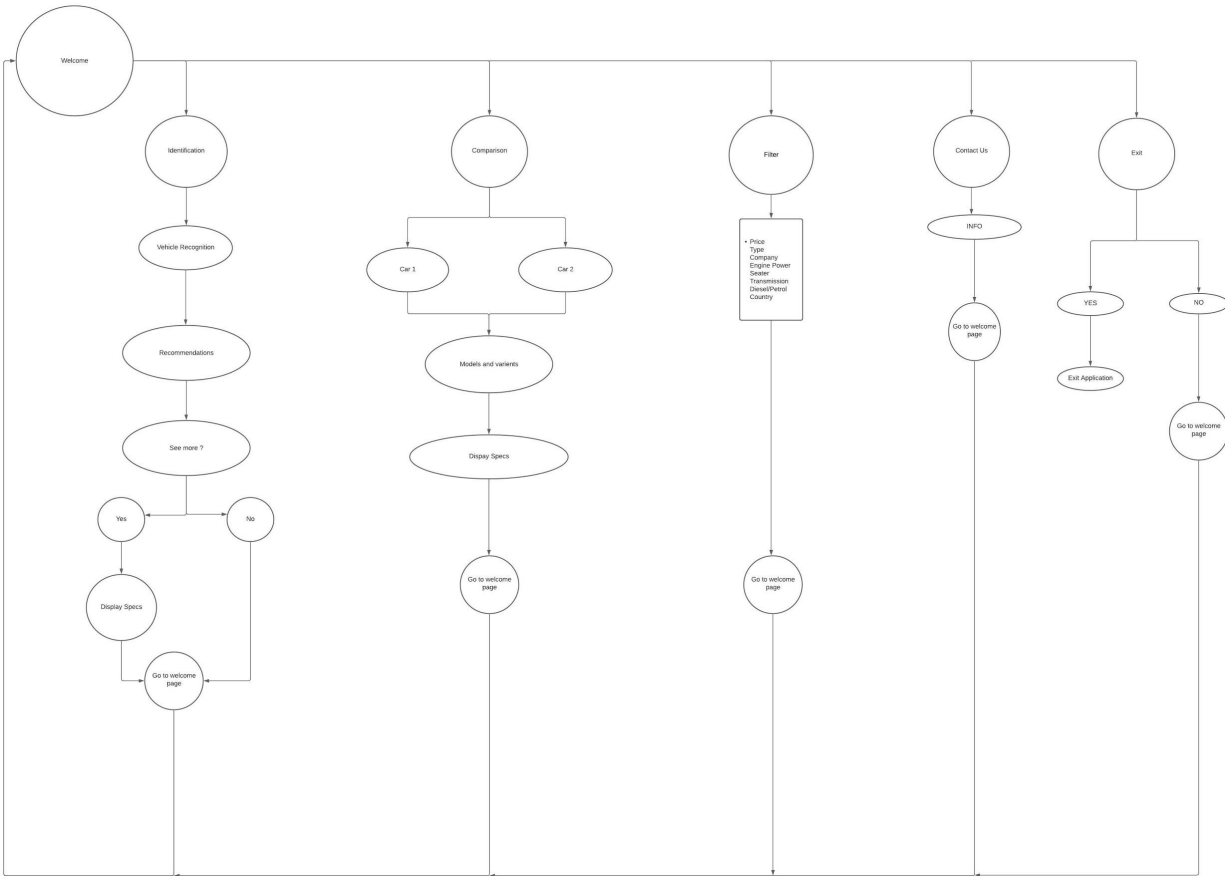 Welcome
Identification
Comparison
Filter
Contact Us
Exit
Vehicle Recognition
Car 1
Car 2
• Price
Type
Company
Engine Power
Seater
Transmission
Diesel/Petrol
Country
INFO
YES
NO
Recommendations
Models and varients
Go to welcome
page
Exit Application
See more ?
Dispay Specs
Go to welcome
page
Yes
No
Display Specs
Go to welcome
page
Go to welcome
page
Go to welcome
page